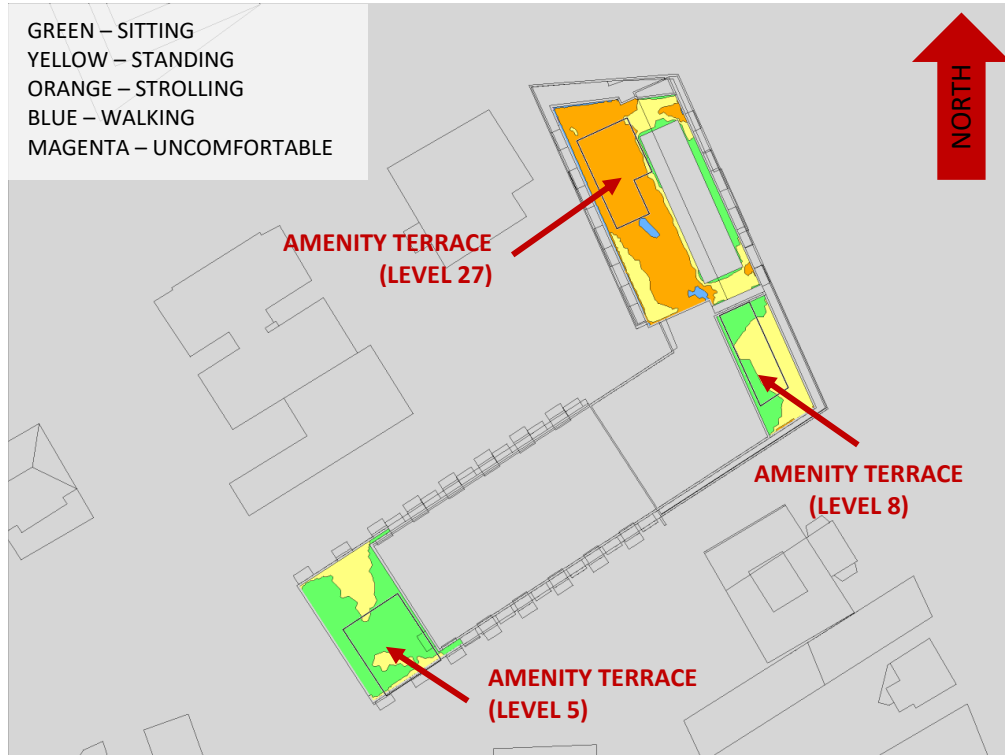 GREEN – SITTING
YELLOW – STANDING
ORANGE – STROLLING
BLUE – WALKING
MAGENTA – UNCOMFORTABLE
NORTH
AMENITY TERRACE
(LEVEL 27)
AMENITY TERRACE
(LEVEL 8)
AMENITY TERRACE
(LEVEL 5)